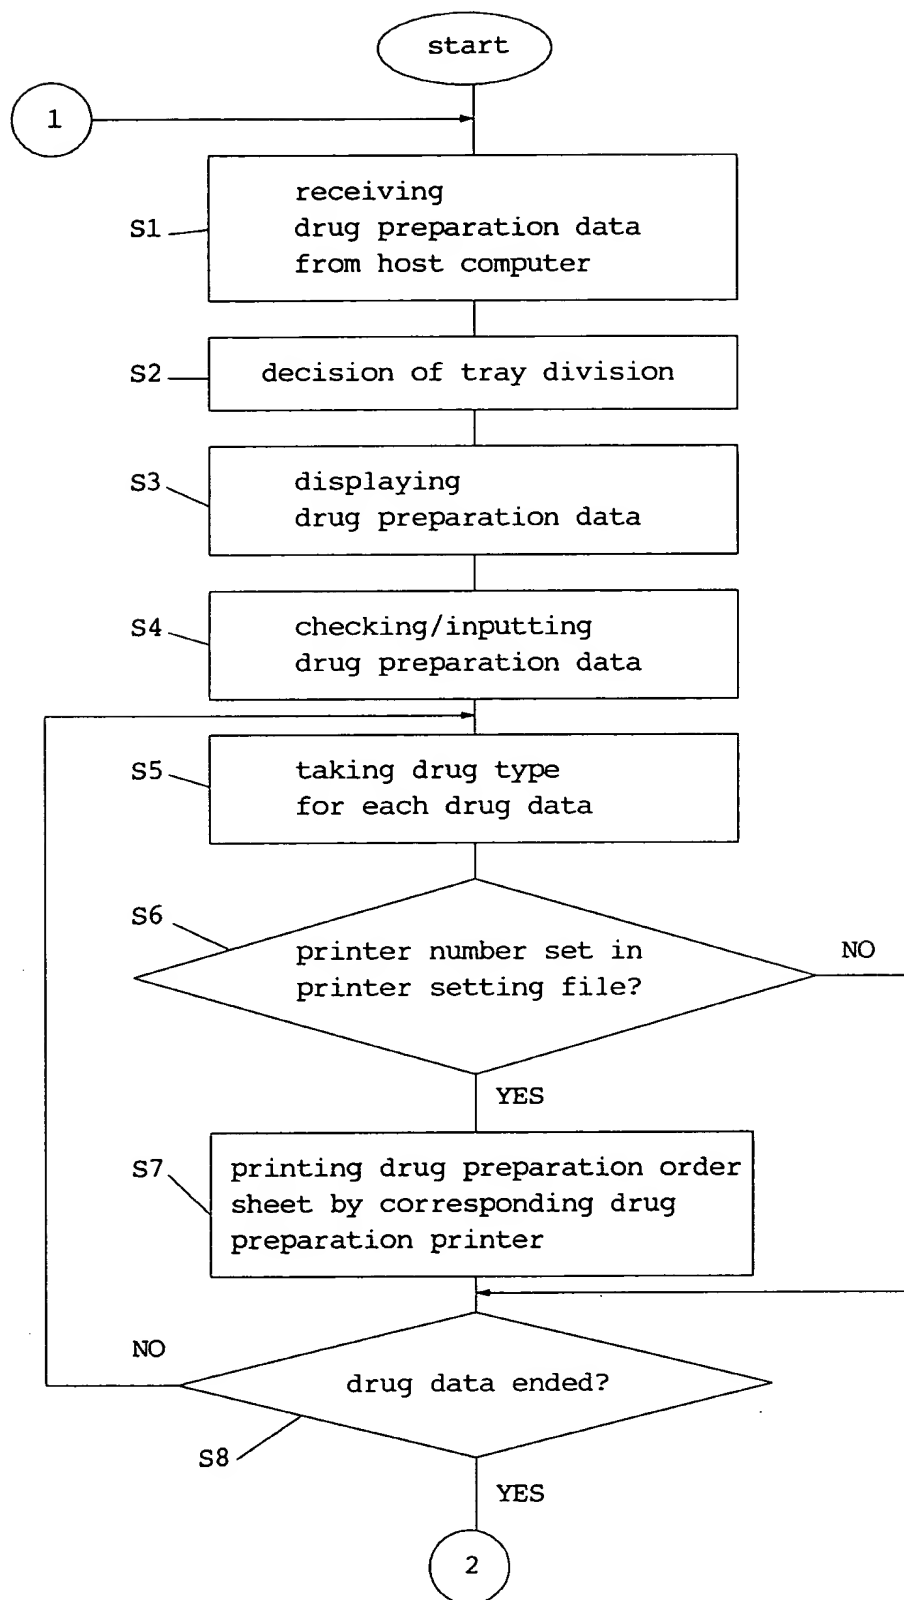 start
1
receiving
S1
drug preparation data
from host computer
S2
decision of tray division
S3
displaying
drug preparation data
S4
checking/inputting
drug preparation data
S5
taking drug type
for each drug data
S6
printer number set in
printer setting file?
NO
YES
S7
printing drug preparation order
sheet by corresponding drug
preparation printer
NO
drug data ended?
S8
YES
2